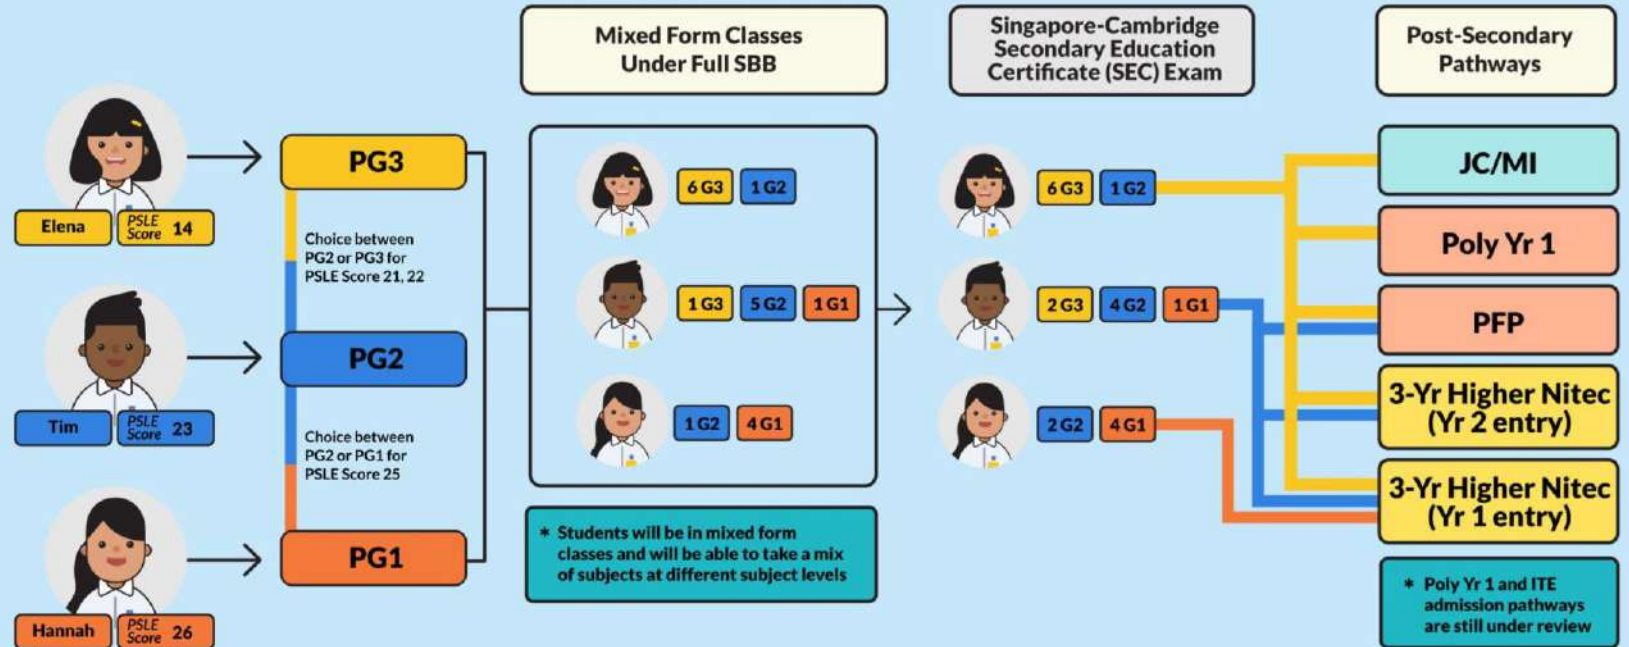 Mixed Form Classes
Under Full SBB
Singapore-Cambridge
Secondary Education
Certificate (SEC) Exam
Post-Secondary
Pathways
Elena
PSLE
Score 14
Tim
PSLE
Score 23
Hannah
PSLE
Score 26
PG3
Choice between
PG2 or PG3 for
PSLE Score 21, 22
PG2
Choice between
PG2 or PG1 for
PSLE Score 25
PG1
6 G3 1 G2
1 G3 5 G2 1 G1
1 G2 4 G1
* Students will be in mixed form
classes and will be able to take a mix
of subjects at different subject levels
6 G3 1 G2
2 G3 4 G2 1 G1
2 G2 4 G1
JC/MI
Poly Yr 1
PFP
3-Yr Higher Nitec
(Yr 2 entry)
3-Yr Higher Nitec
(Yr 1 entry)
* Poly Yr 1 and ITE
admission pathways
are still under review